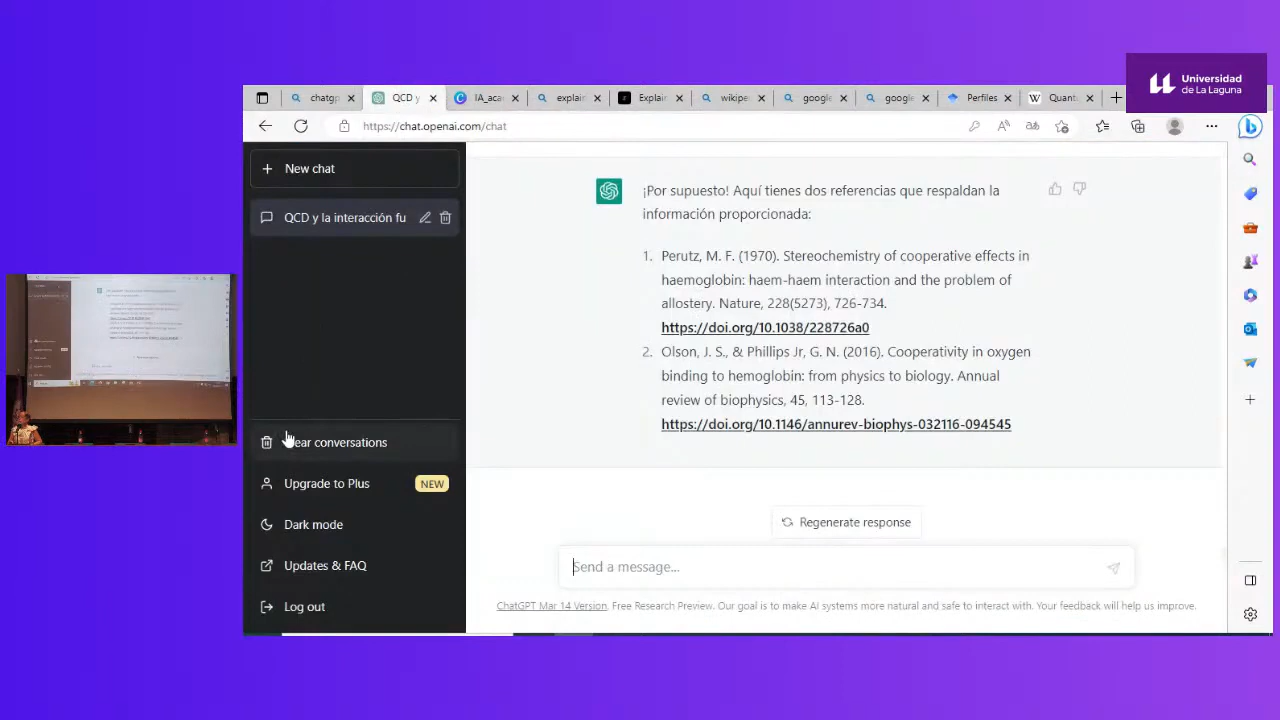 Universidad
de La Laguna
chatgp
QCD y
IA_aca
explain
Explain
wikipe
google
google
Perfiles
Quant
https://chat.openai.com/chat
New chat
QCD y la interacción fu
¡Por supuesto! Aquí tienes dos referencias que respaldan la
información proporcionada:
1. Perutz, M. F. (1970). Stereochemistry of cooperative effects in
haemoglobin: haem-haem interaction and the problem of
allostery. Nature, 228(5273), 726-734.
https://doi.org/10.1038/228726a0
2. Olson, J. S., & Phillips Jr, G. N. (2016). Cooperativity in oxygen
binding to hemoglobin: from physics to biology. Annual
review of biophysics, 45, 113-128.
https://doi.org/10.1146/annurev-biophys-032116-094545
ear conversations
Upgrade to Plus NEW
Dark mode
Updates & FAQ
Log out
Regenerate response
Send a message...
ChatGPT Mar 14 Version. Free Research Preview. Our goal is to make AI systems more natural and safe to interact with. Your feedback will help us improve.